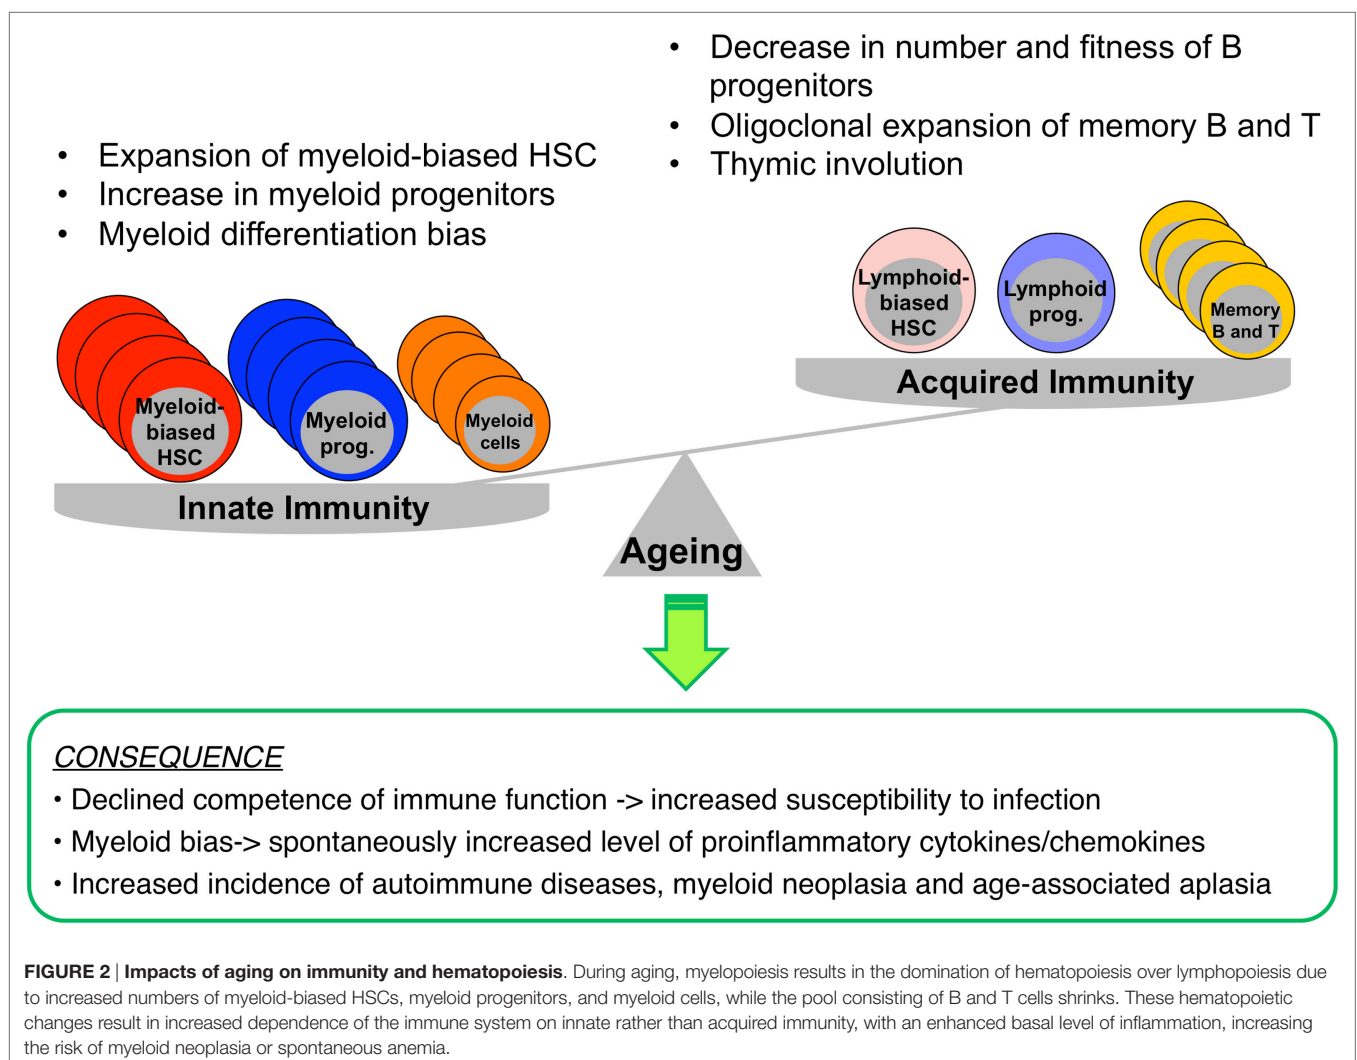 • Decrease in number and fitness of B
progenitors
• Oligoclonal expansion of memory B and T
• Thymic involution
• Expansion of myeloid-biased HSC
• Increase in myeloid progenitors
• Myeloid differentiation bias
Lymphoid-
biased
HSC
Lymphoid
prog.
Memory
B and T
Acquired Immunity
Myeloid-
biased
HSC
Myeloid
prog.
Myeloid
cells
Innate Immunity
Ageing
CONSEQUENCE
• Declined competence of immune function -> increased susceptibility to infection
• Myeloid bias-> spontaneously increased level of proinflammatory cytokines/chemokines
• Increased incidence of autoimmune diseases, myeloid neoplasia and age-associated aplasia
FIGURE 2 | Impacts of aging on immunity and hematopoiesis. During aging, myelopoiesis results in the domination of hematopoiesis over lymphopoiesis due
to increased numbers of myeloid-biased HSCs, myeloid progenitors, and myeloid cells, while the pool consisting of B and T cells shrinks. These hematopoietic
changes result in increased dependence of the immune system on innate rather than acquired immunity, with an enhanced basal level of inflammation, increasing
the risk of myeloid neoplasia or spontaneous anemia.